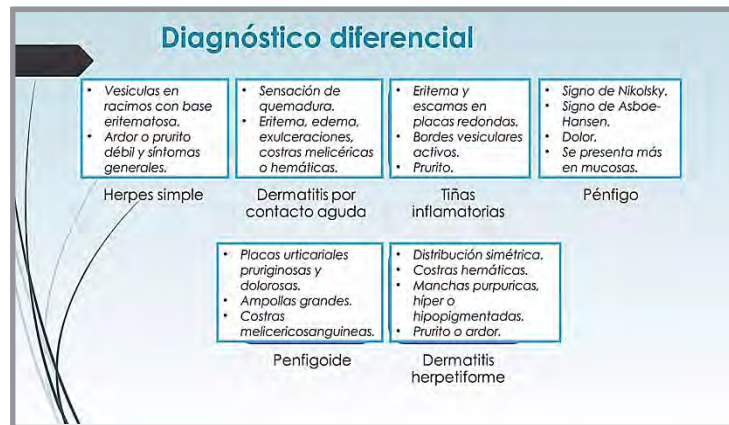 Diagnóstico diferencial
• Vesiculas en
racimos con base
eritematosa.
• Ardor o prurito
débil y síntomas
generales.
Herpes simple
• Sensación de
quemadura.
• Eritema, edema,
exulceraciones,
costras melicéricas
o hemáticas.
Dermatitis por
contacto aguda
• Eritema y
escamas en
placas redondas.
• Bordes vesiculares
activos.
• Prurito.
Tiñas
inflamatorias
• Signo de Nikolsky.
• Signo de Asboe-
Hansen.
• Dolor.
• Se presenta más
en mucosas.
Pénfigo
• Placas urticariales
pruriginosas y
dolorosas.
• Ampollas grandes.
• Costras
melicericosanguineas.
Penfigoide
• Distribución simétrica.
• Costras hemáticas.
• Manchas purpuricas,
híper o
hipopigmentadas.
• Prurito o ardor.
Dermatitis
herpetiforme